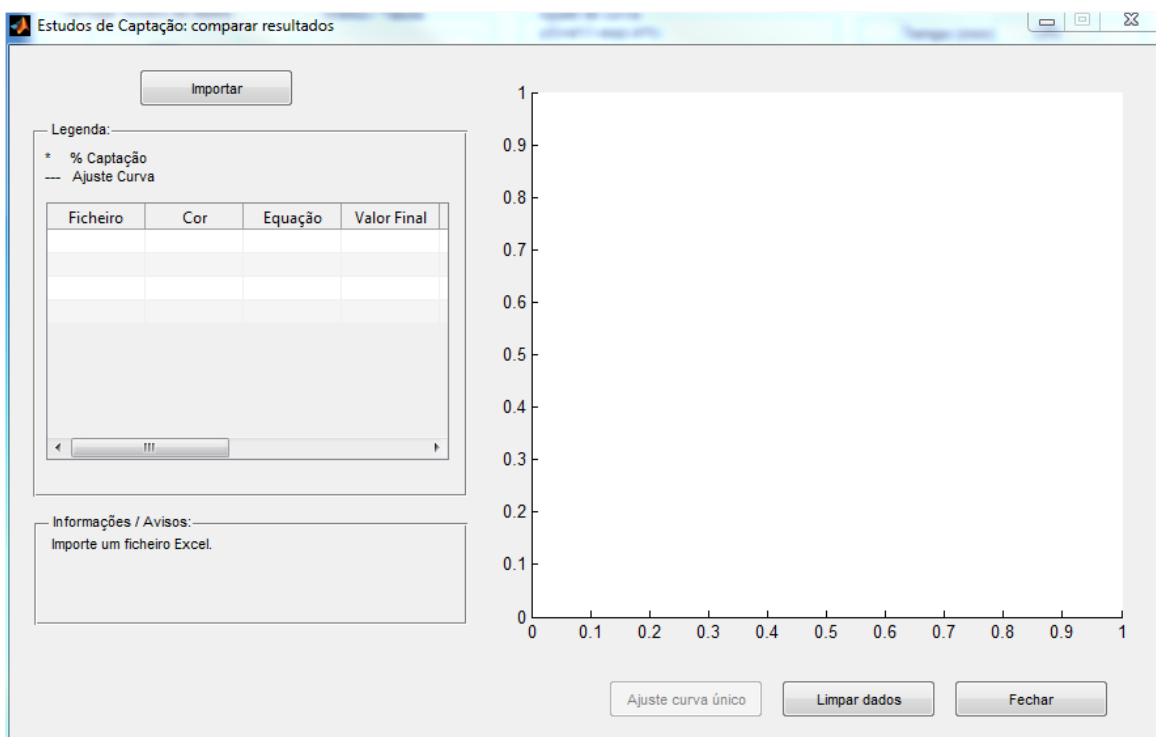 Estudos de Captação: comparar resultados
Importar
Legenda:
* % Captação
--- Ajuste Curva
Ficheiro Cor Equação Valor Final
Informações / Avisos:
Importe um ficheiro Excel.
1
0.9
0.8
0.7
0.6
0.5
0.4
0.3
0.2
0.1
0
0 0.1 0.2 0.3 0.4 0.5 0.6 0.7 0.8 0.9 1
Ajuste curva único Limpar dados Fechar